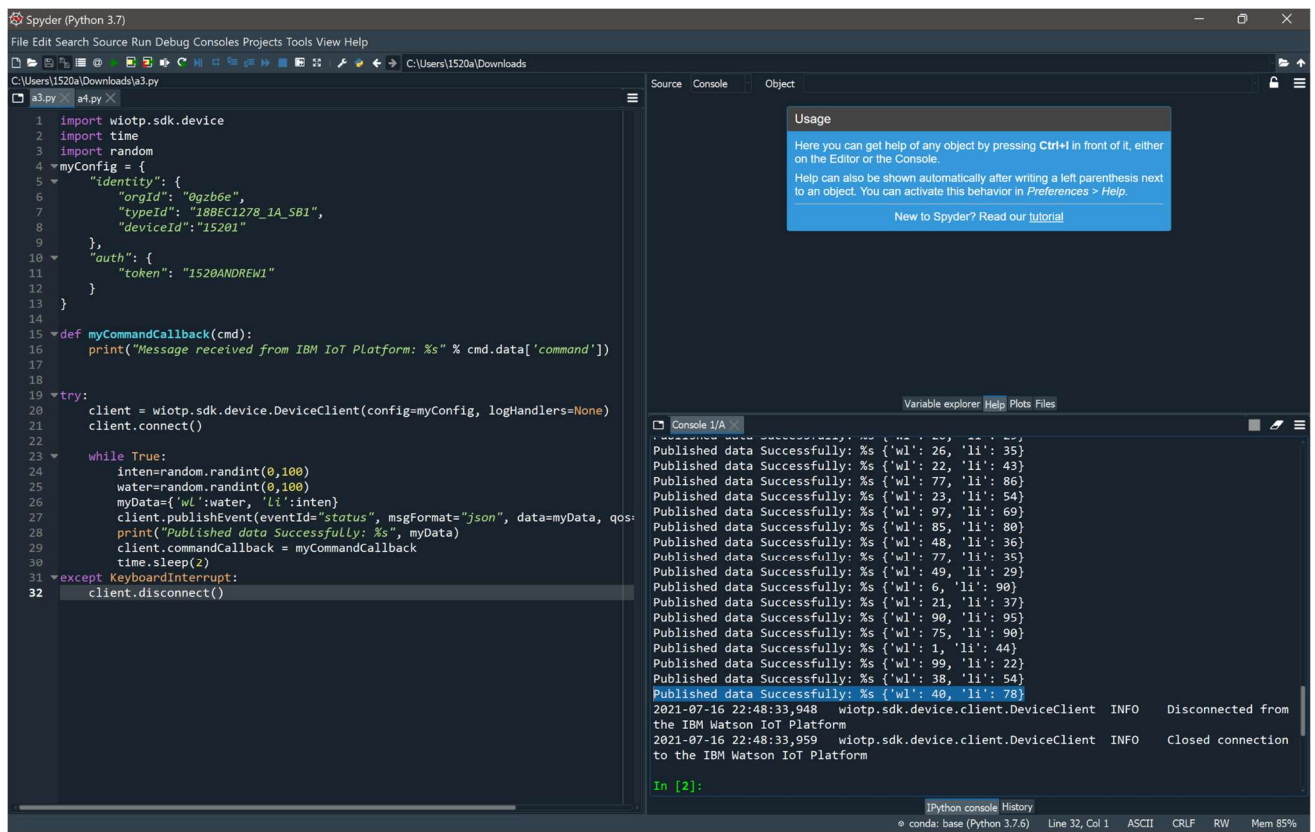 Spyder (Python 3.7)
File Edit Search Source Run Debug Consoles Projects Tools View Help
C:\Users\1520a\Downloads
C:\Users\1520a\Downloads\a3.py
a3.py a4.py
1 import wiotp.sdk.device
2 import time
3 import random
4 myConfig = {
5     "identity": {
6         "orgId": "0gzb6e",
7         "typeId": "18BEC1278_1A_SB1",
8         "deviceId":"15201"
9     },
10     "auth": {
11         "token": "1520ANDREW1"
12     }
13 }
14
15 def myCommandCallback(cmd):
16     print("Message received from IBM IoT Platform: %s" % cmd.data['command'])
17
18
19 try:
20     client = wiotp.sdk.device.DeviceClient(config=myConfig, logHandlers=None)
21     client.connect()
22
23     while True:
24         inten=random.randint(0,100)
25         water=random.randint(0,100)
26         myData={'wl':water, 'li':inten}
27         client.publishEvent(eventId="status", msgFormat="json", data=myData, qos=
28         print("Published data Successfully: %s", myData)
29         client.commandCallback = myCommandCallback
30         time.sleep(2)
31 except KeyboardInterrupt:
32     client.disconnect()
Source Console Object
Usage
Here you can get help of any object by pressing Ctrl+I in front of it, either
on the Editor or the Console.
Help can also be shown automatically after writing a left parenthesis next
to an object. You can activate this behavior in Preferences > Help.
New to Spyder? Read our tutorial
Variable explorer Help Plots Files
Console 1/A
Published data Successfully: %s {'wl': 26, 'li': 35}
Published data Successfully: %s {'wl': 22, 'li': 43}
Published data Successfully: %s {'wl': 77, 'li': 86}
Published data Successfully: %s {'wl': 23, 'li': 54}
Published data Successfully: %s {'wl': 97, 'li': 69}
Published data Successfully: %s {'wl': 85, 'li': 80}
Published data Successfully: %s {'wl': 48, 'li': 36}
Published data Successfully: %s {'wl': 77, 'li': 35}
Published data Successfully: %s {'wl': 49, 'li': 29}
Published data Successfully: %s {'wl': 6, 'li': 90}
Published data Successfully: %s {'wl': 21, 'li': 37}
Published data Successfully: %s {'wl': 90, 'li': 95}
Published data Successfully: %s {'wl': 75, 'li': 90}
Published data Successfully: %s {'wl': 1, 'li': 44}
Published data Successfully: %s {'wl': 99, 'li': 22}
Published data Successfully: %s {'wl': 38, 'li': 54}
Published data Successfully: %s {'wl': 40, 'li': 78}
2021-07-16 22:48:33,948   wiotp.sdk.device.client.DeviceClient  INFO    Disconnected from
the IBM Watson IoT Platform
2021-07-16 22:48:33,959   wiotp.sdk.device.client.DeviceClient  INFO    Closed connection
to the IBM Watson IoT Platform
In [2]:
IPython console History
conda: base (Python 3.7.6) Line 32, Col 1 ASCII CRLF RW Mem 85%